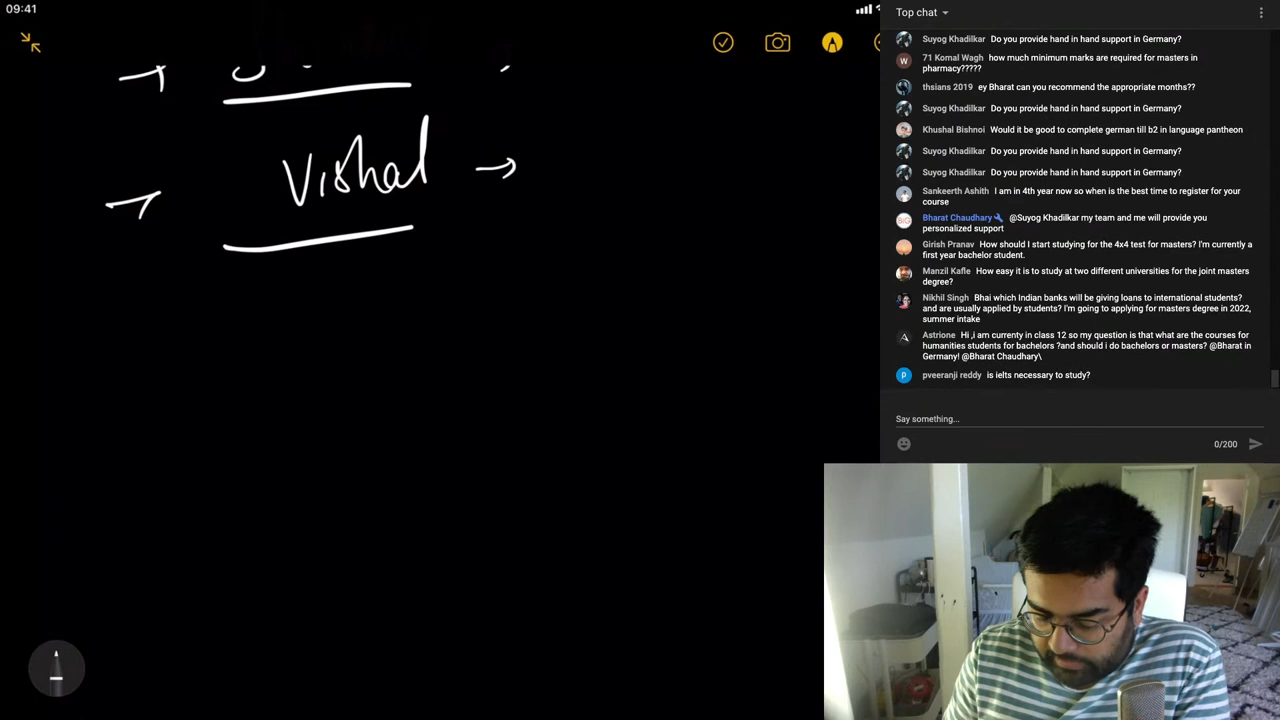 09:41
Vishal →
Top chat
Suyog Khadilkar Do you provide hand in hand support in Germany?
W 71 Komal Wagh how much minimum marks are required for masters in
pharmacy?????
thsians 2019 ey Bharat can you recommend the appropriate months??
Suyog Khadilkar Do you provide hand in hand support in Germany?
Khushal Bishnoi Would it be good to complete german till b2 in language pantheon
Suyog Khadilkar Do you provide hand in hand support in Germany?
Suyog Khadilkar Do you provide hand in hand support in Germany?
Sankeerth Ashith I am in 4th year now so when is the best time to register for your
course
BIG Bharat Chaudhary @Suyog Khadilkar my team and me will provide you
personalized support
Girish Pranav How should I start studying for the 4x4 test for masters? I'm currently a
first year bachelor student.
Manzil Kafle How easy it is to study at two different universities for the joint masters
degree?
Nikhil Singh Bhai which Indian banks will be giving loans to international students?
and are usually applied by students? I'm going to applying for masters degree in 2022,
summer intake
A Astrione Hi ,i am currenty in class 12 so my question is that what are the courses for
humanities students for bachelors ?and should i do bachelors or masters? @Bharat in
Germany! @Bharat Chaudhary\
p pveeranji reddy is ielts necessary to study?
Say something...
0/200